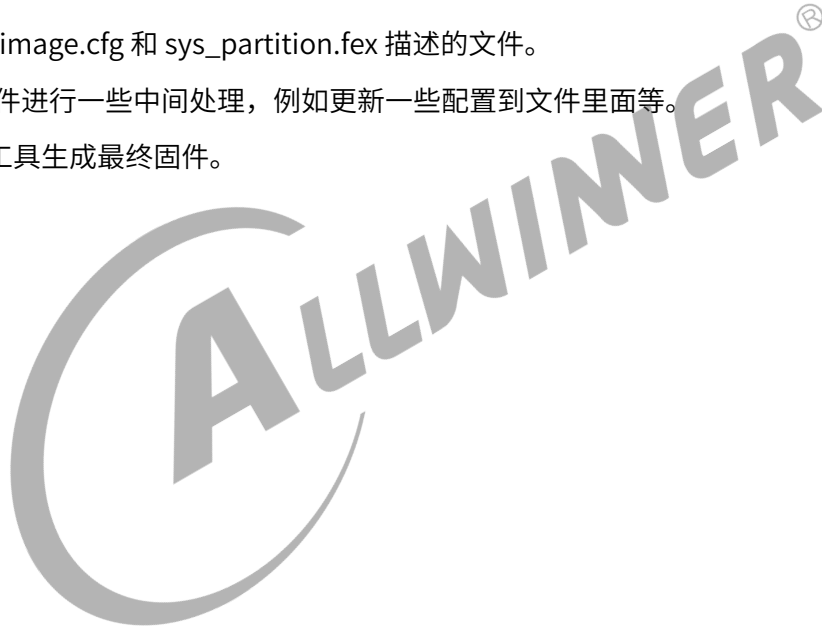 image.cfg 和 sys_partition.fex 描述的文件。
件进行一些中间处理，例如更新一些配置到文件里面等。
工具生成最终固件。
ALLWINNER®